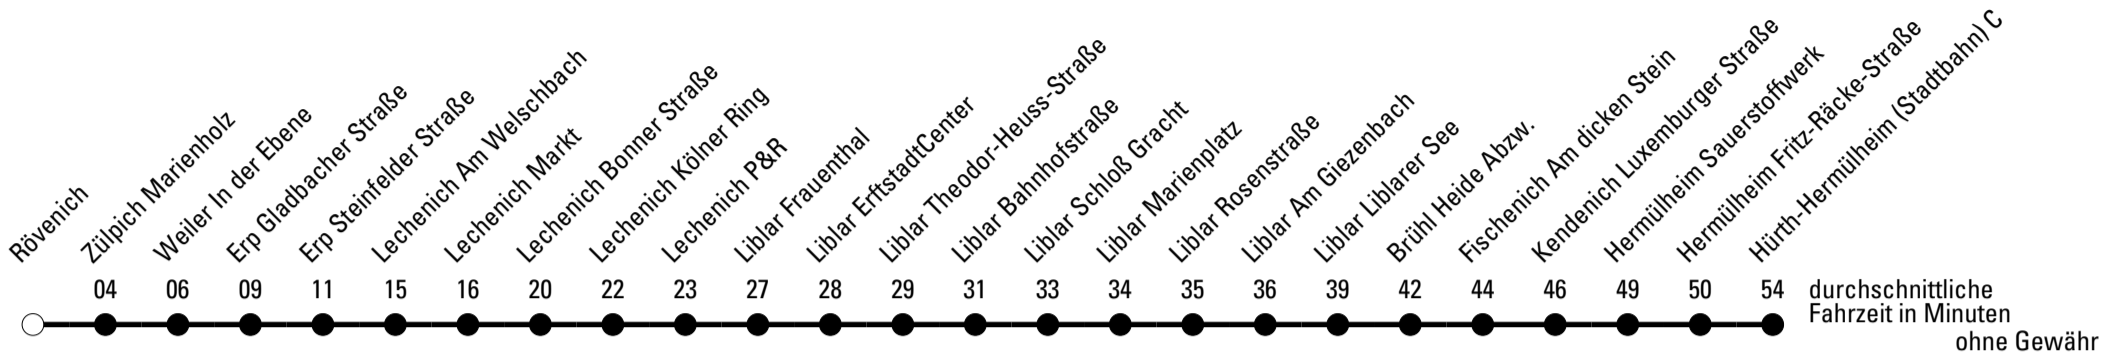 Rövenich
Zülpich Marienholz
Weiler In der Ebene
Erp Gladbacher Straße
Erp Steinfelder Straße
Lechenich Am Welschbach
Lechenich Markt
Lechenich Bonner Straße
Lechenich Kölner Ring
Lechenich P&R
Liblar Frauenthal
Liblar ErftstadtCenter
Liblar Theodor-Heuss-Straße
Liblar Bahnhofstraße
Liblar Schloß Gracht
Liblar Marienplatz
Liblar Rosenstraße
Liblar Am Giezenbach
Liblar Liblarer See
Brühl Heide Abzw.
Fischenich Am dicken Stein
Kendenich Luxemburger Straße
Hermülheim Sauerstoffwerk
Hermülheim Fritz-Räcke-Straße
Hürth-Hermülheim (Stadtbahn) C
04 06 09 11 15 16 20 22 23 27 28 29 31 33 34 35 36 39 42 44 46 49 50 54
durchschnittliche
Fahrzeit in Minuten
ohne Gewähr